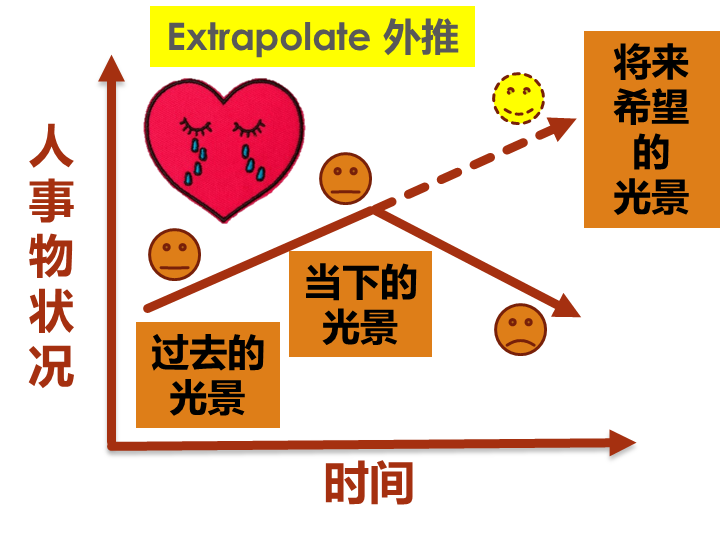 Extrapolate 外推
将来
希望
的
光景
人
事
物
状
况
当下的
光景
过去的
光景
时间